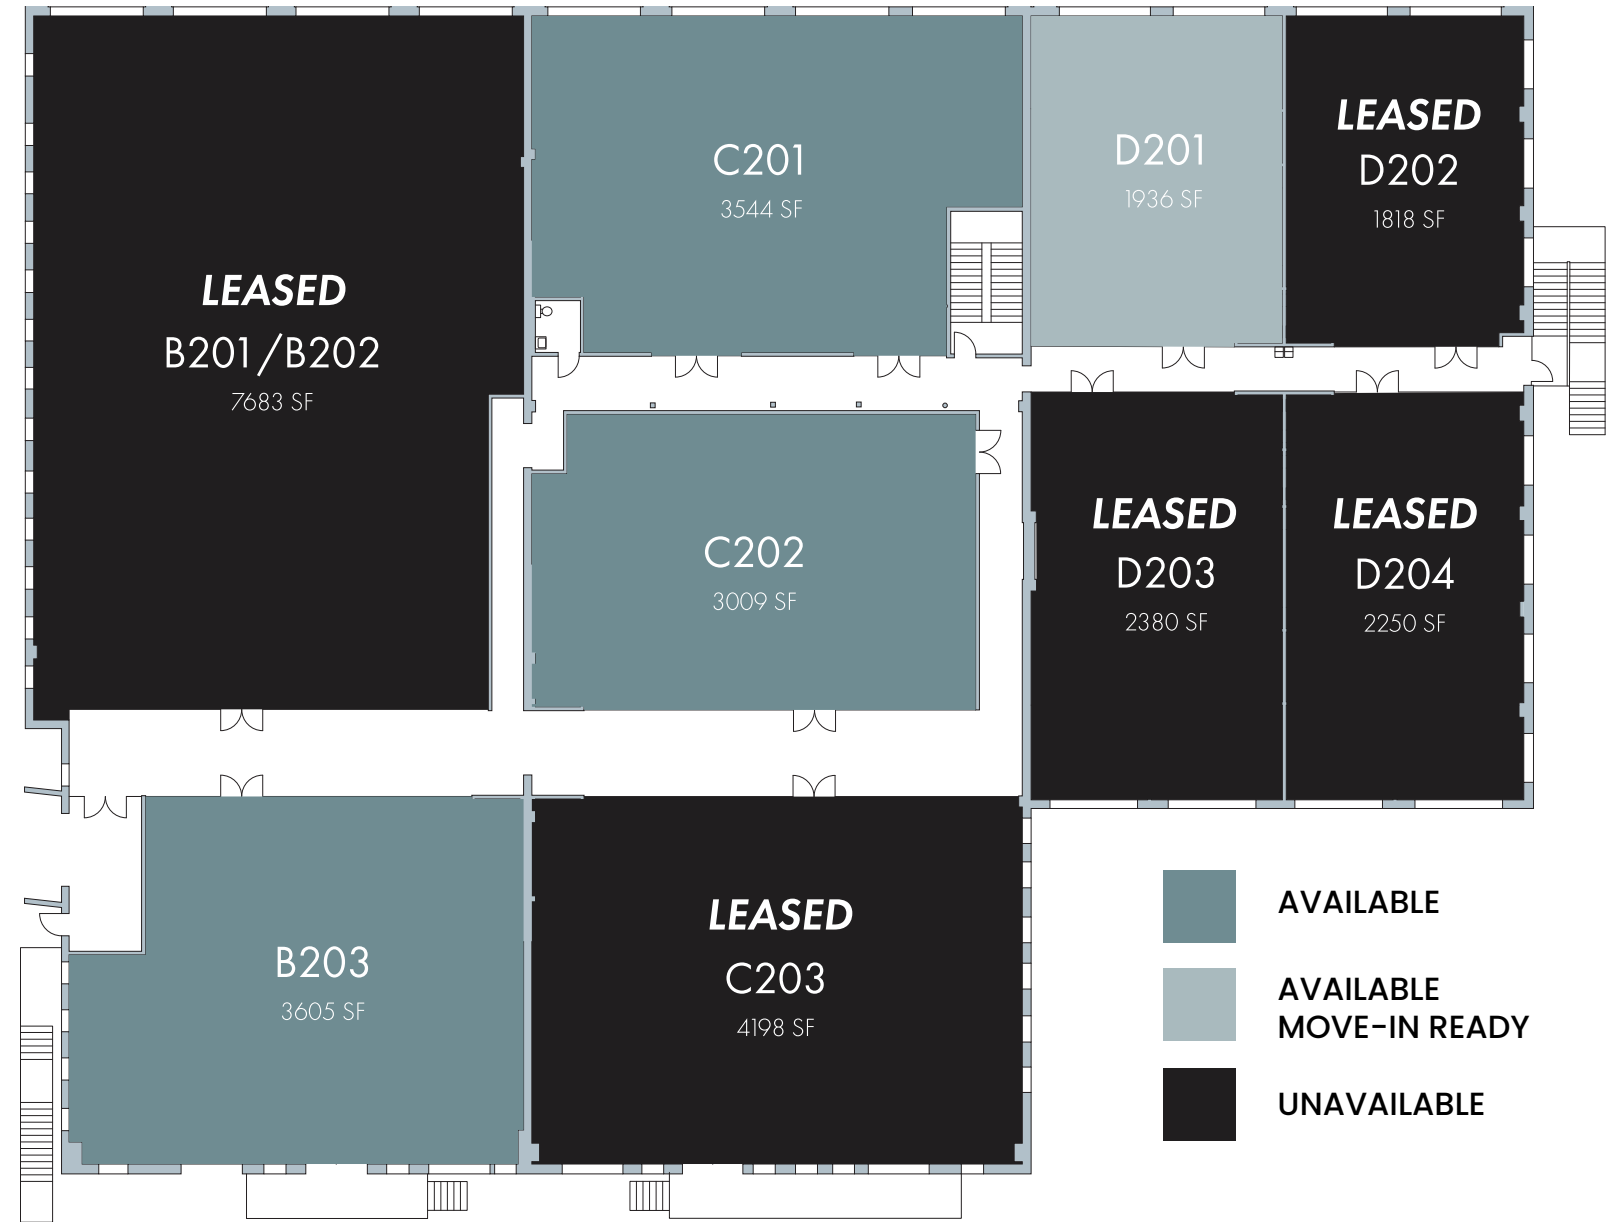 LEASED
B201/B202
7683 SF
C201
3544 SF
D201
1936 SF
LEASED
D202
1818 SF
C202
3009 SF
LEASED
D203
2380 SF
LEASED
D204
2250 SF
B203
3605 SF
LEASED
C203
4198 SF
AVAILABLE
AVAILABLE
MOVE-IN READY
UNAVAILABLE